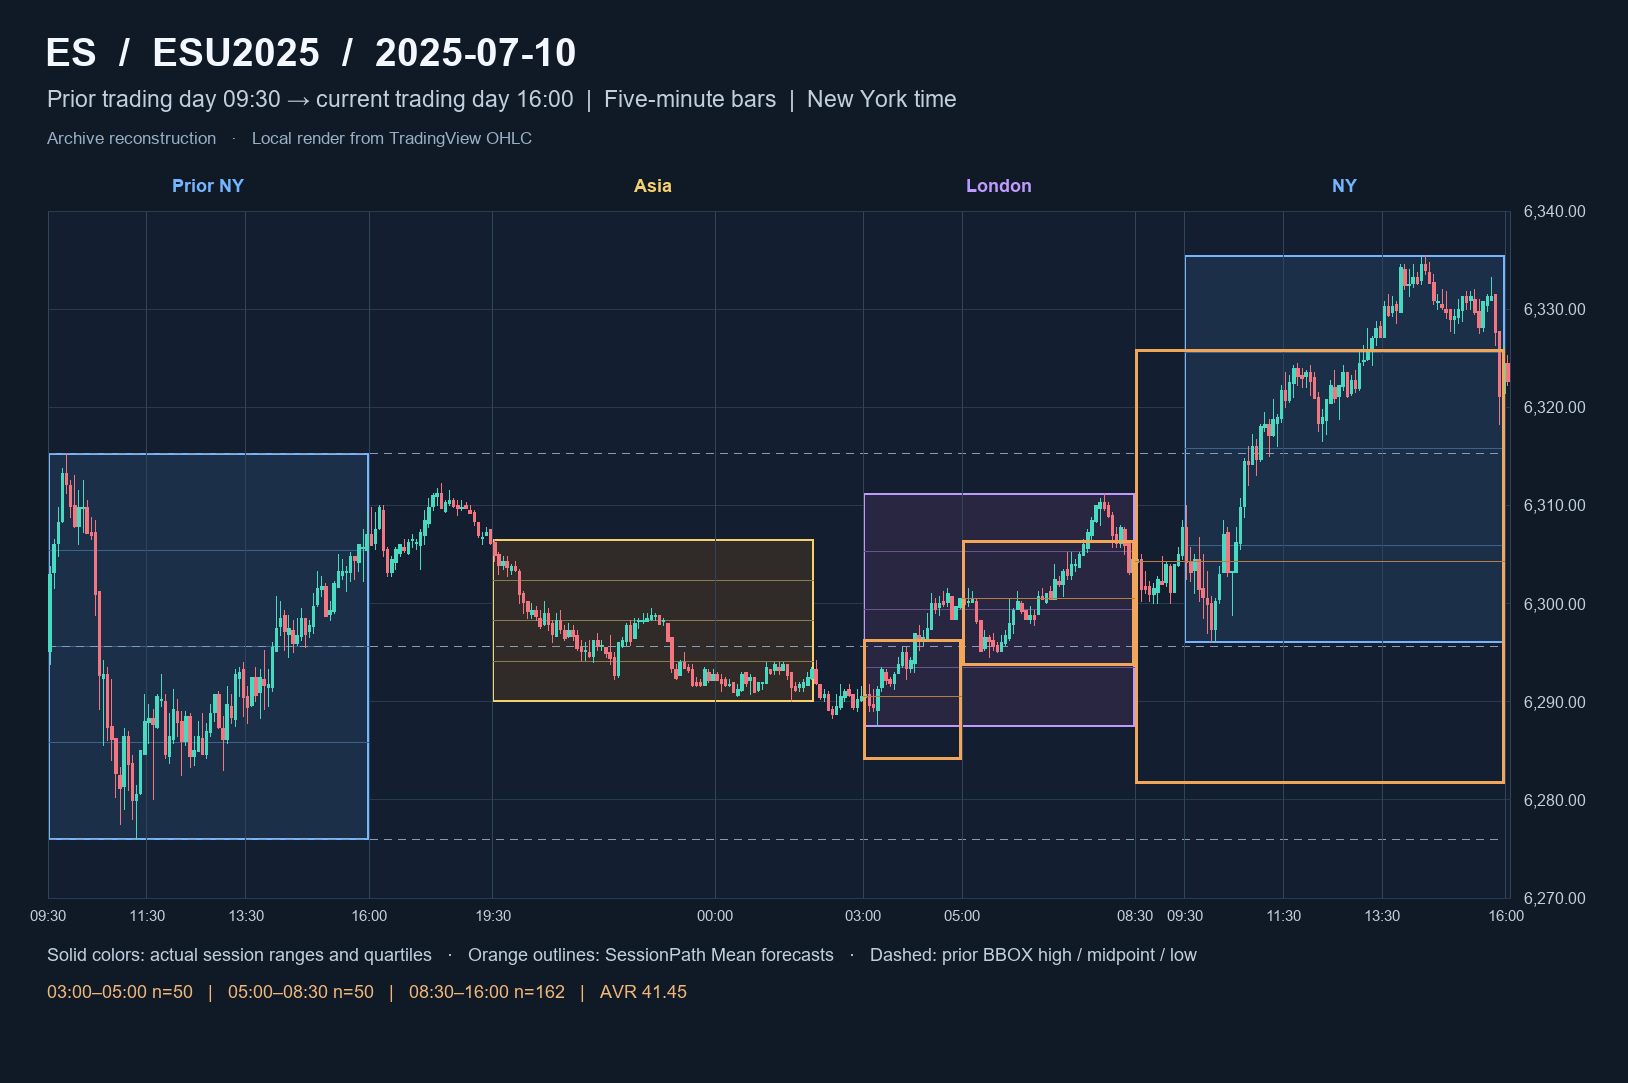 ES / ESU2025 / 2025-07-10
Prior trading day 09:30 → current trading day 16:00 | Five-minute bars | New York time
Archive reconstruction · Local render from TradingView OHLC
Prior NY Asia London NY
6,340.00
6,330.00
6,320.00
6,310.00
6,300.00
6,290.00
6,280.00
6,270.00
09:30 11:30 13:30 16:00 19:30 00:00 03:00 05:00 08:30 09:30 11:30 13:30 16:00
Solid colors: actual session ranges and quartiles · Orange outlines: SessionPath Mean forecasts · Dashed: prior BBOX high / midpoint / low
03:00–05:00 n=50 | 05:00–08:30 n=50 | 08:30–16:00 n=162 | AVR 41.45